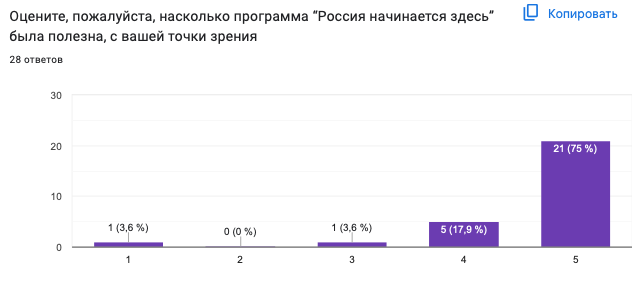 Оцените, пожалуйста, насколько программа “Россия начинается здесь”
была полезна, с вашей точки зрения
Копировать
28 ответов
30
20
10
0
1 (3,6 %)
0 (0 %)
1 (3,6 %)
5 (17,9 %)
21 (75 %)
1
2
3
4
5